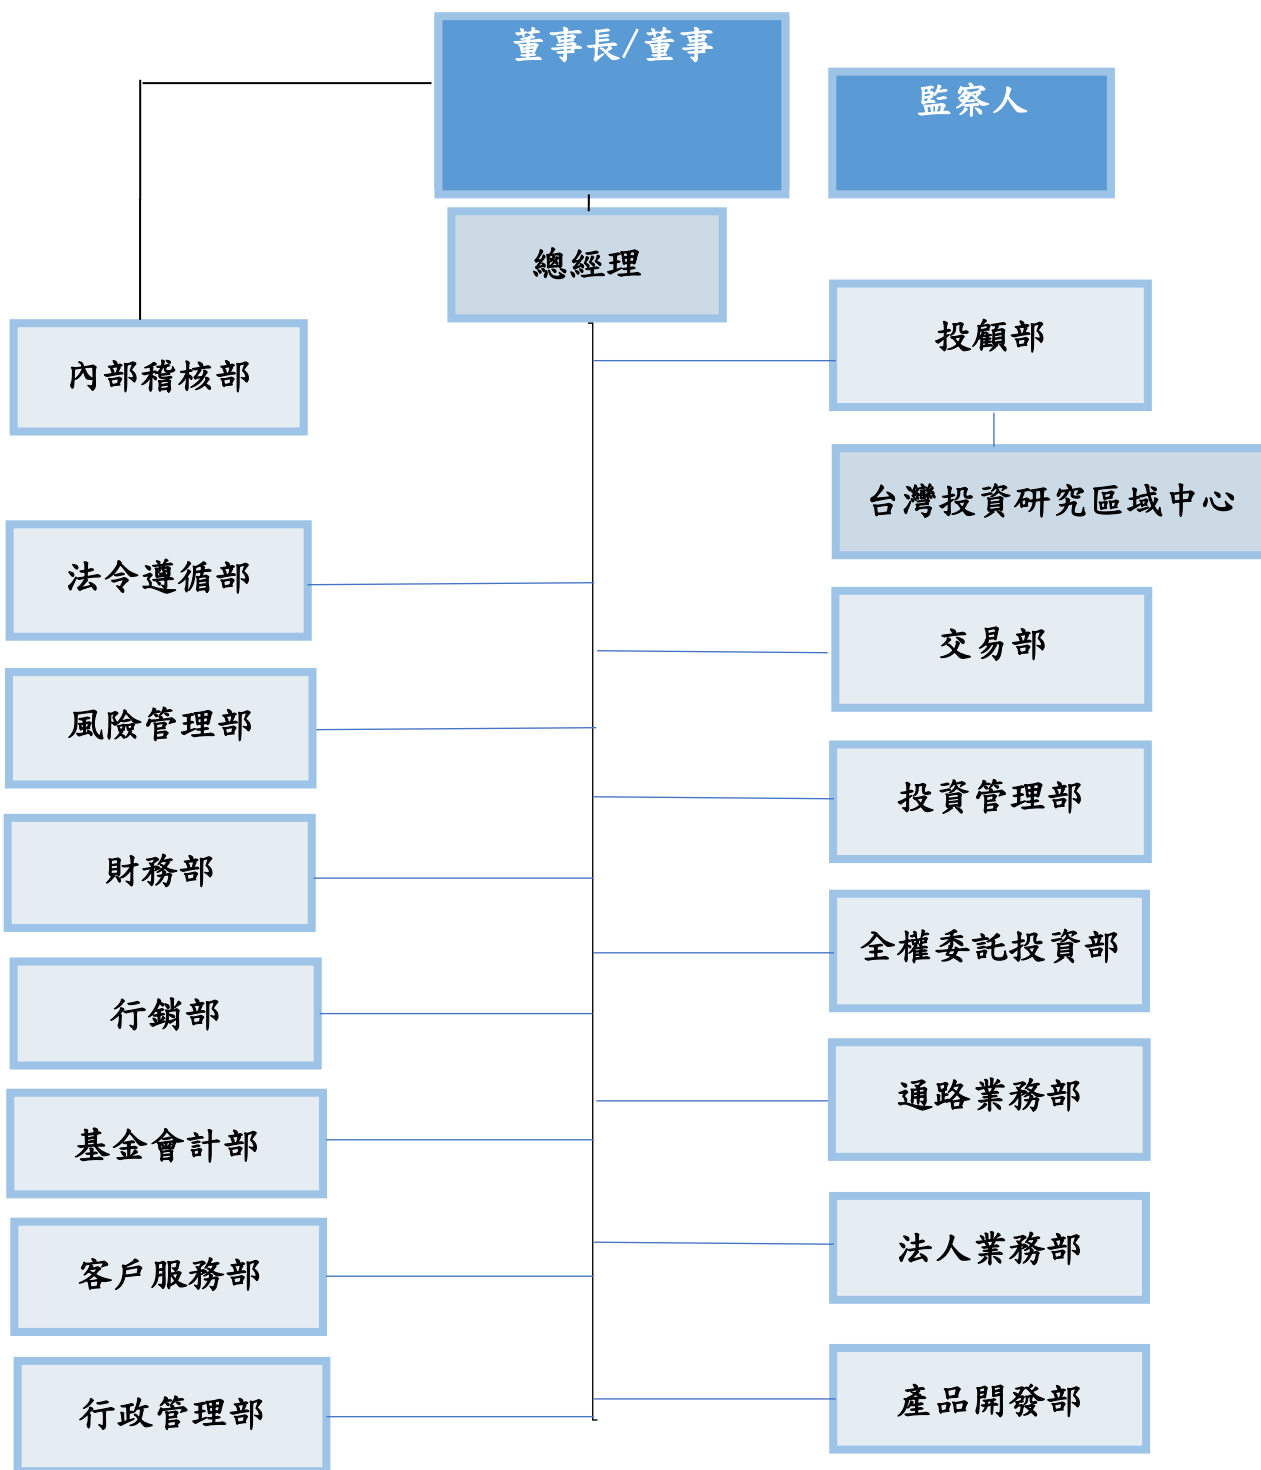 董事長/董事
監察人
總經理
投顧部
內部稽核部
台灣投資研究區域中心
法令遵循部
交易部
風險管理部
投資管理部
財務部
全權委託投資部
行銷部
通路業務部
基金會計部
法人業務部
客戶服務部
產品開發部
行政管理部